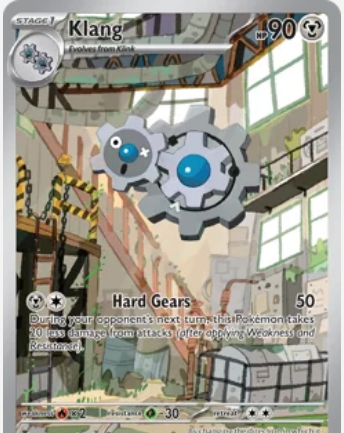 STAGE 1
Klang
HP 90
Evolves from Klink
Hard Gears 50
During your opponent's next turn, this Pokémon takes
20 less damage from attacks (after applying Weakness and
Resistance).
weakness ×2 resistance -30 retreat